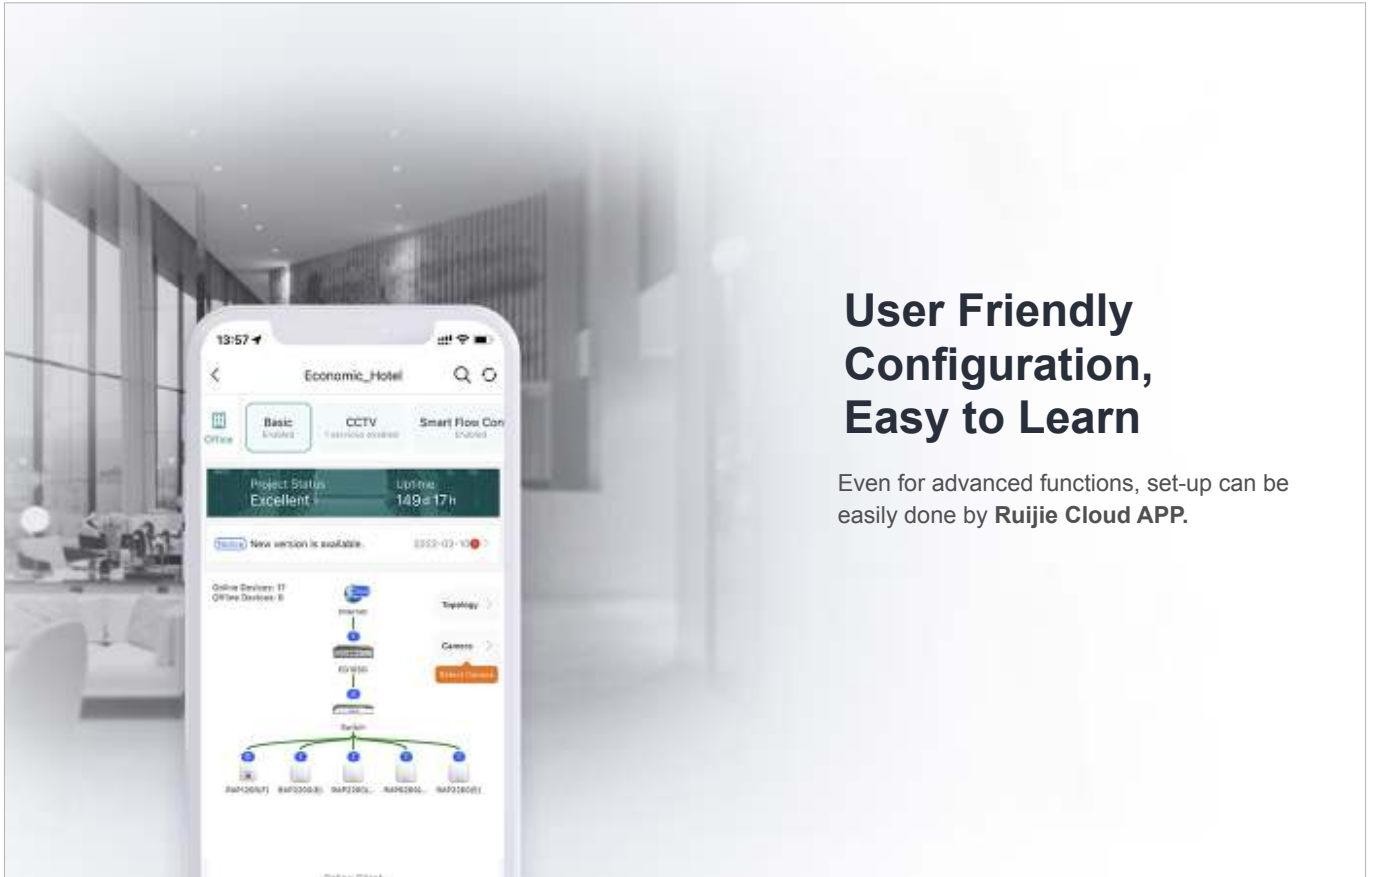 User Friendly
Configuration,
Easy to Learn
Even for advanced functions, set-up can be
easily done by Ruijie Cloud APP.
13:57
Economic_Hotel
Office
Basic
Enabled
CCTV
Smart Flow Con
Enabled
Project Status
Excellent
Uptime
149d 17h
New version is available.
Online Devices: 17
Offline Devices:
Topology
Camera
Switch